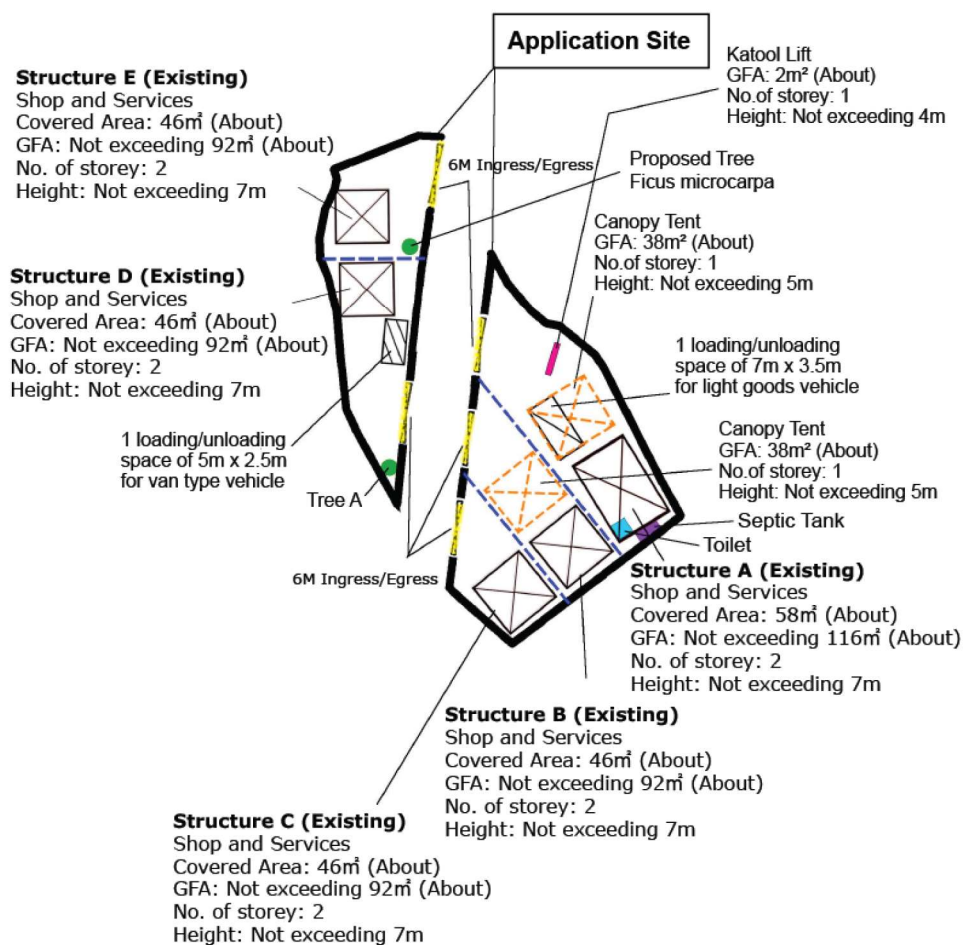 Application Site
Structure E (Existing)
Shop and Services
Covered Area: 46㎡ (About)
GFA: Not exceeding 92㎡ (About)
No. of storey: 2
Height: Not exceeding 7m
Katool Lift
GFA: 2m² (About)
No.of storey: 1
Height: Not exceeding 4m
6M Ingress/Egress
Proposed Tree
Ficus microcarpa
Canopy Tent
GFA: 38m² (About)
No.of storey: 1
Height: Not exceeding 5m
Structure D (Existing)
Shop and Services
Covered Area: 46㎡ (About)
GFA: Not exceeding 92㎡ (About)
No. of storey: 2
Height: Not exceeding 7m
1 loading/unloading
space of 7m x 3.5m
for light goods vehicle
1 loading/unloading
space of 5m x 2.5m
for van type vehicle
Tree A
Canopy Tent
GFA: 38m² (About)
No.of storey: 1
Height: Not exceeding 5m
Septic Tank
Toilet
6M Ingress/Egress
Structure A (Existing)
Shop and Services
Covered Area: 58㎡ (About)
GFA: Not exceeding 116㎡ (About)
No. of storey: 2
Height: Not exceeding 7m
Structure B (Existing)
Shop and Services
Covered Area: 46㎡ (About)
GFA: Not exceeding 92㎡ (About)
No. of storey: 2
Height: Not exceeding 7m
Structure C (Existing)
Shop and Services
Covered Area: 46㎡ (About)
GFA: Not exceeding 92㎡ (About)
No. of storey: 2
Height: Not exceeding 7m